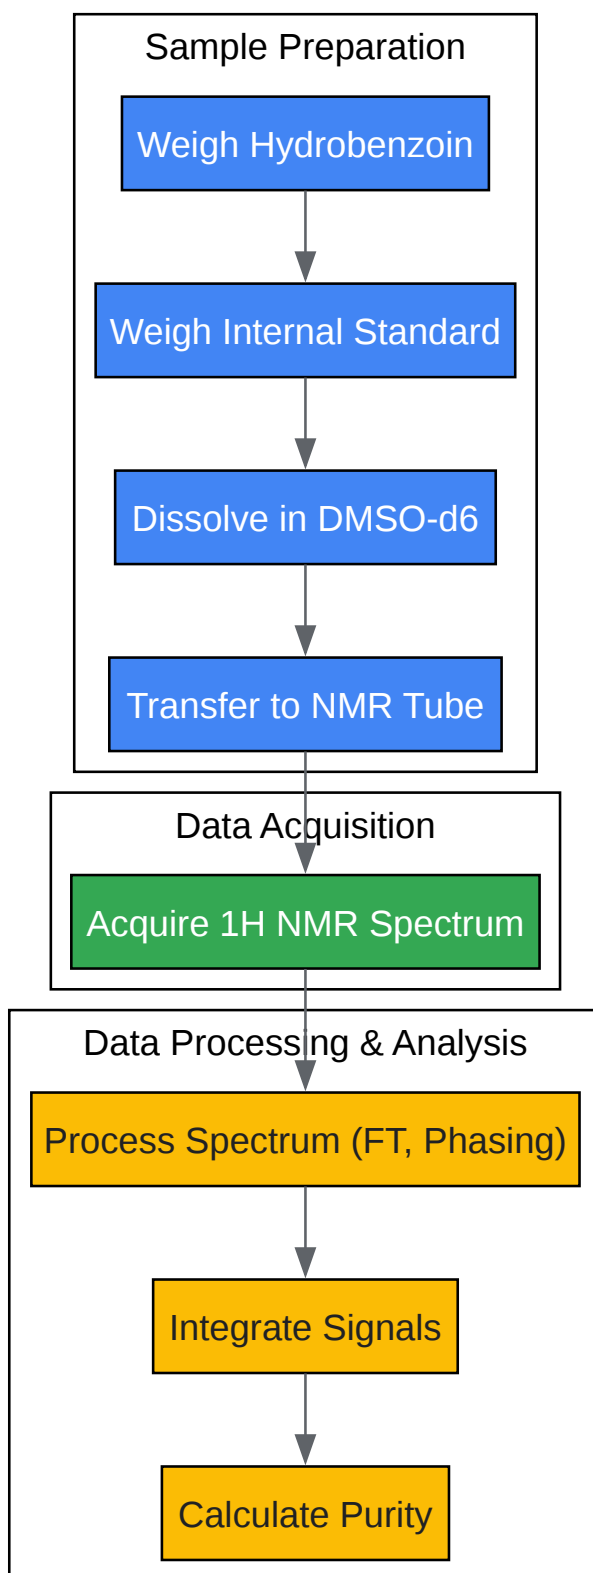 Sample Preparation
Weigh Hydrobenzoin
Weigh Internal Standard
Dissolve in DMSO-d6
Transfer to NMR Tube
Data Acquisition
Acquire 1H NMR Spectrum
Data Processing & Analysis
Process Spectrum (FT, Phasing)
Integrate Signals
Calculate Purity